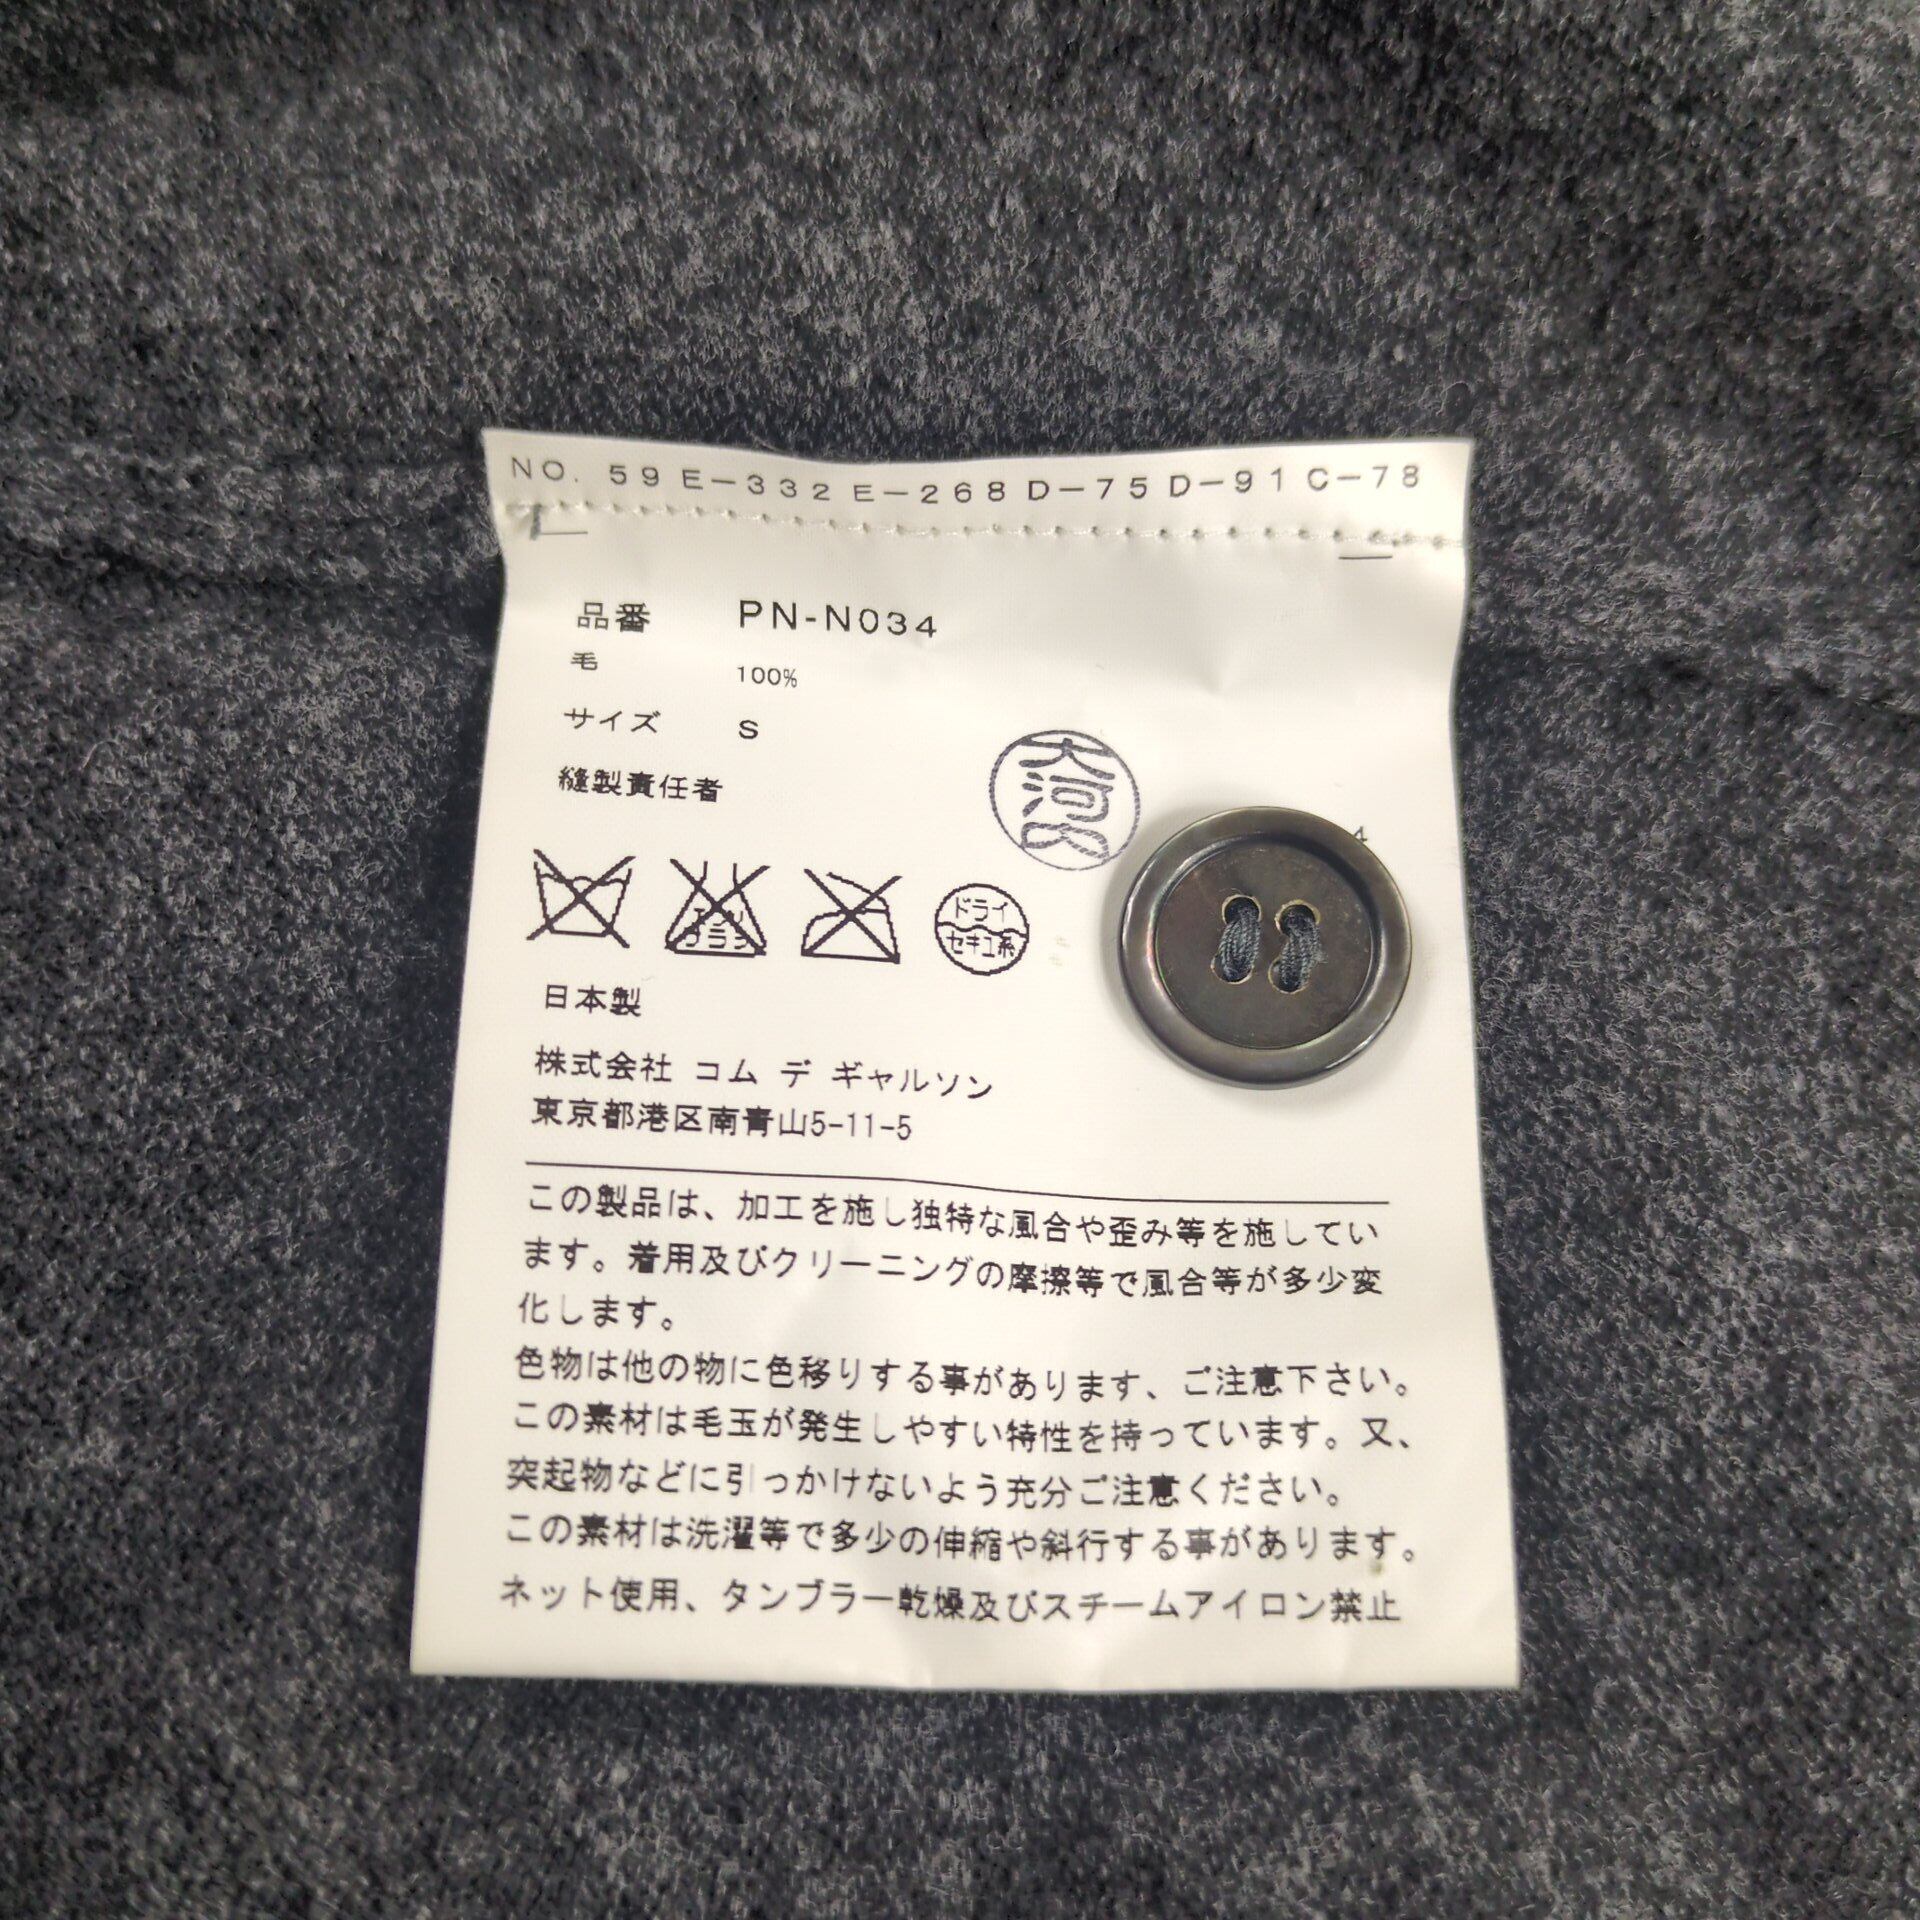 NO. 59 E-332 E-268 D-75 D-91 C-78
品番 PN-N034
毛 100%
サイズ S
縫製責任者
大河内
4
エンソ
サラシ
ドライ
セキユ系
日本製
株式会社 コム デ ギャルソン
東京都港区南青山5-11-5
この製品は、加工を施し独特な風合や歪み等を施してい
ます。着用及びクリーニングの摩擦等で風合等が多少変
化します。
色物は他の物に色移りする事があります、ご注意下さい。
この素材は毛玉が発生しやすい特性を持っています。又、
突起物などに引っかけないよう充分ご注意ください。
この素材は洗濯等で多少の伸縮や斜行する事があります。
ネット使用、タンブラー乾燥及びスチームアイロン禁止